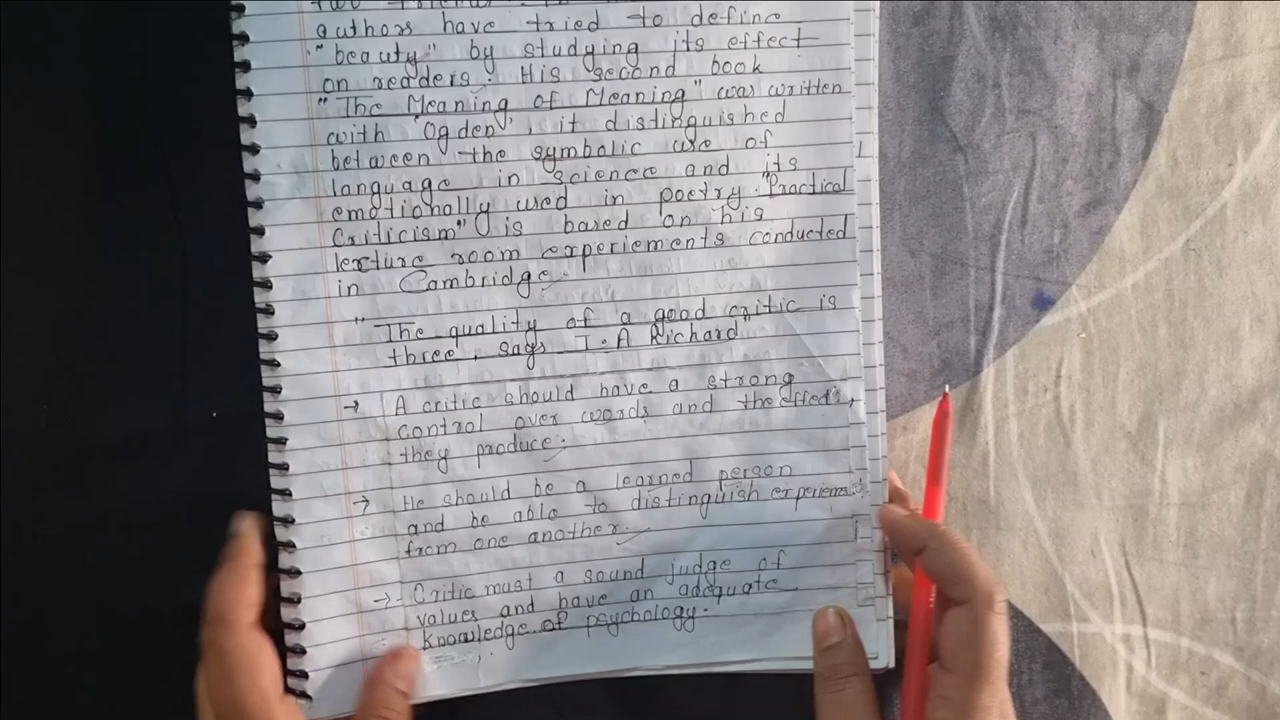 two
authors have tried to define
"beauty" by studying its effect
on readers. His second book
"The Meaning of Meaning" was written
with 'Ogden', it distinguished
between the symbolic use of
language in science and its
emotionally used in poetry. "Practical
Criticism" is based on his
lecture room experiements conducted
in Cambridge.
"The quality of a good critic is
three, says I.A Richard"
→ A critic should have a strong
control over words and the effect
they produce.
→ He should be a learned person
and be able to distinguish
from one another.
→ Critic must a sound judge of
values and have an adequate
knowledge of psychology.